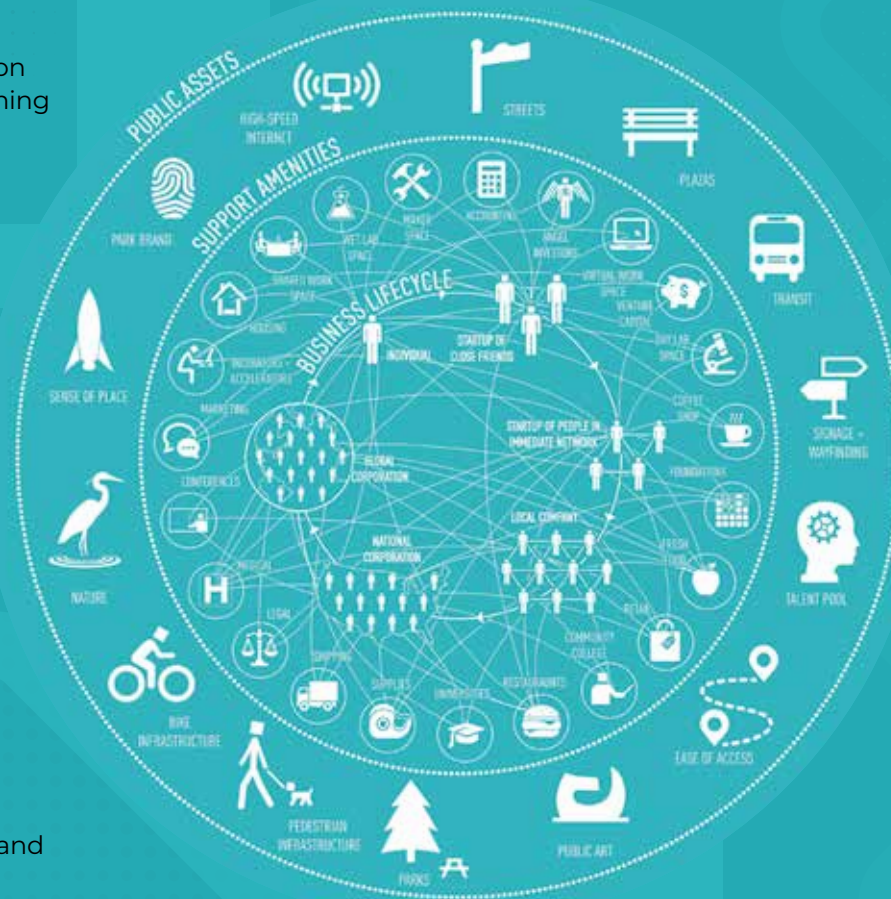 on
ning
and
PUBLIC ASSETS
HIGH-SPEED
INTERNET
STREETS
PLAZAS
TRANSIT
SIGNAGE +
WAYFINDING
TALENT POOL
EASE OF ACCESS
PUBLIC ART
PARKS
PEDESTRIAN
INFRASTRUCTURE
BIKE
INFRASTRUCTURE
NATURE
SENSE OF PLACE
PARK BRAND
SUPPORT AMENITIES
WET LAB
SPACE
MAKER
SPACE
ACCOUNTING
ANGEL
INVESTORS
VIRTUAL WORK
SPACE
VENTURE
CAPITAL
DRY LAB
SPACE
COFFEE
SHOP
FOUNDATIONS
FRESH
FOOD
RETAIL
COMMUNITY
COLLEGE
RESTAURANTS
UNIVERSITIES
SUPPLIES
SHIPPING
LEGAL
MEDICAL
CONFERENCES
MARKETING
INCUBATORS +
ACCELERATORS
HOUSING
SHARED WORK
SPACE
BUSINESS LIFECYCLE
INDIVIDUAL
STARTUP OF
CLOSE FRIENDS
STARTUP OF PEOPLE IN
IMMEDIATE NETWORK
LOCAL COMPANY
NATIONAL
CORPORATION
GLOBAL
CORPORATION
H
$